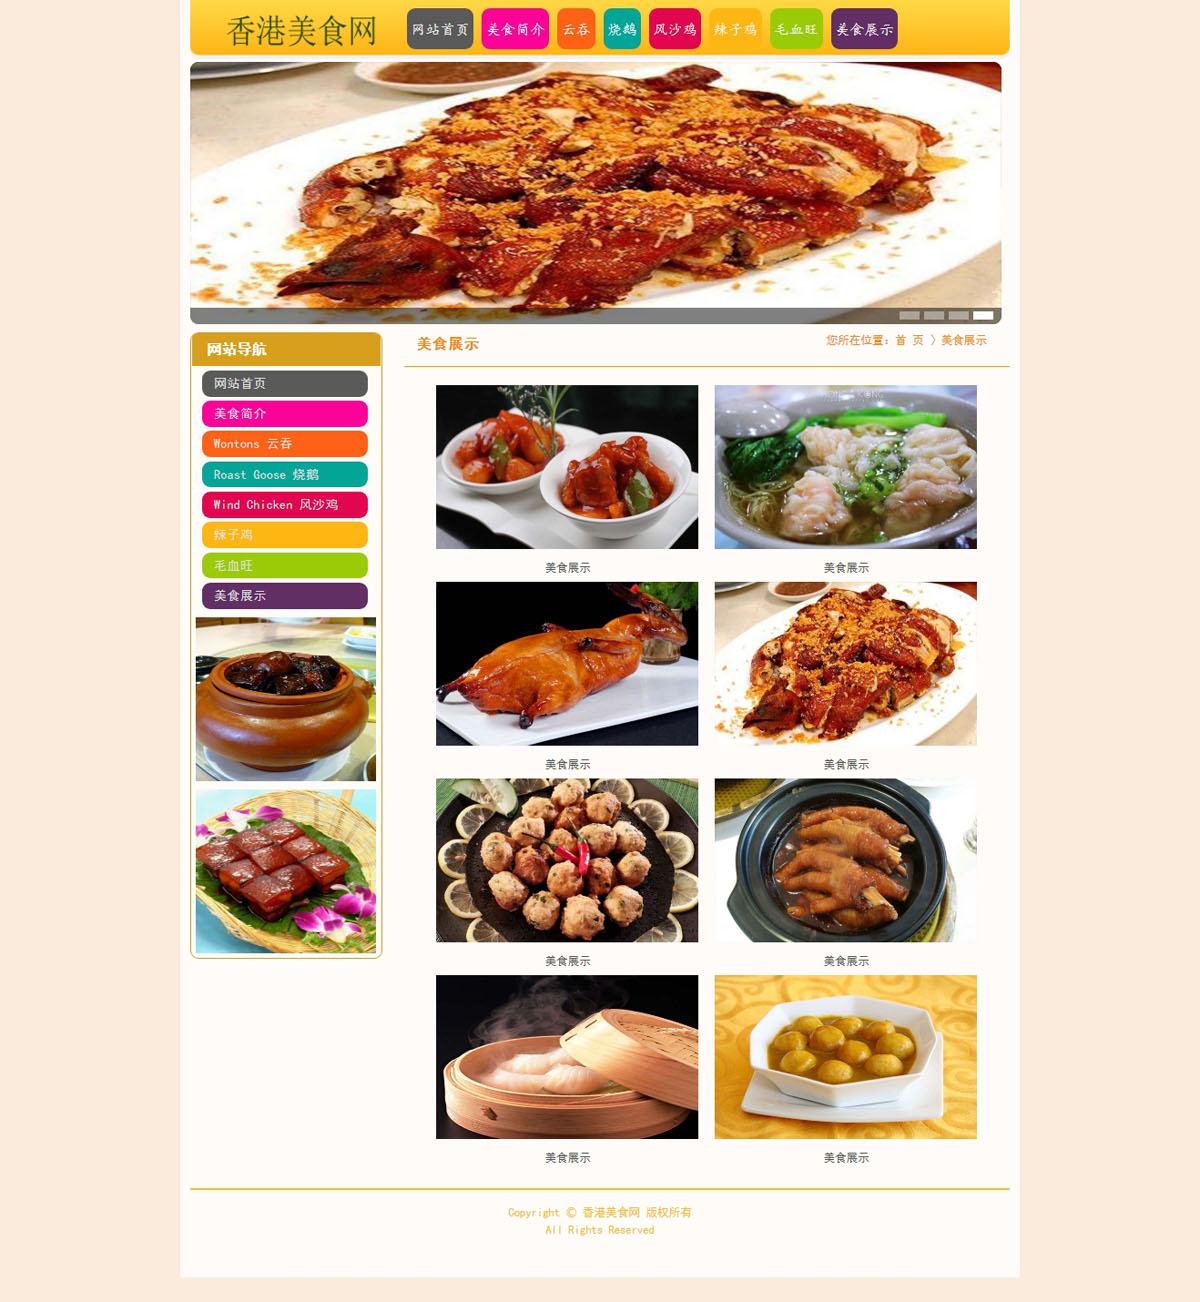 香港美食网
网站首页 美食简介 云吞 烧鹅 风沙鸡 辣子鸡 毛血旺 美食展示
网站导航
网站首页
美食简介
Wontons 云吞
Roast Goose 烧鹅
Wind Chicken 风沙鸡
辣子鸡
毛血旺
美食展示
美食展示
您所在位置：首 页 〉美食展示
美食展示 美食展示
美食展示 美食展示
美食展示 美食展示
美食展示 美食展示
Copyright © 香港美食网 版权所有
All Rights Reserved